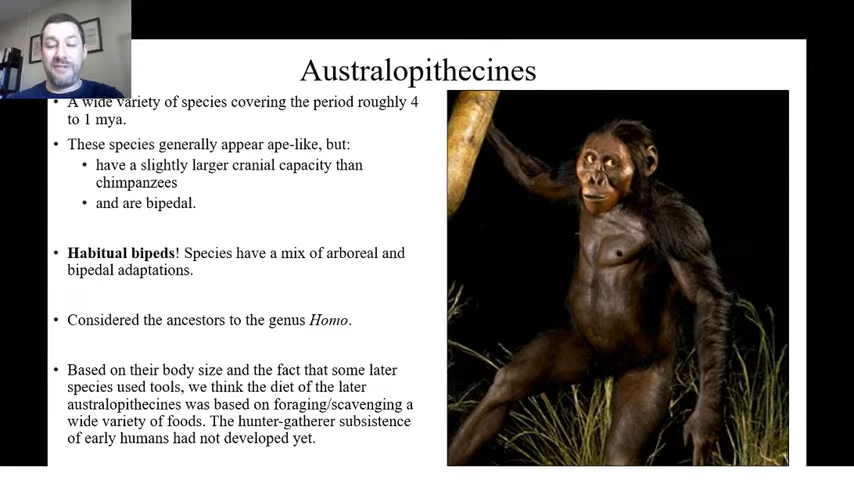 Australopithecines
• A wide variety of species covering the period roughly 4
to 1 mya.
• These species generally appear ape-like, but:
• have a slightly larger cranial capacity than
chimpanzees
• and are bipedal.
• Habitual bipeds! Species have a mix of arboreal and
bipedal adaptations.
• Considered the ancestors to the genus Homo.
• Based on their body size and the fact that some later
species used tools, we think the diet of the later
australopithecines was based on foraging/scavenging a
wide variety of foods. The hunter-gatherer subsistence
of early humans had not developed yet.